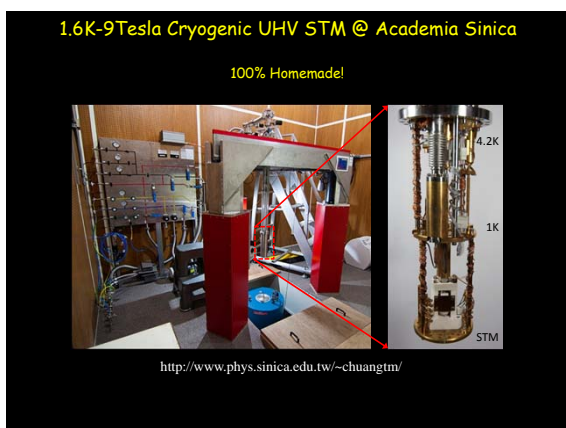 1.6K-9Tesla Cryogenic UHV STM @ Academia Sinica
100% Homemade!
4.2K
1K
STM
http://www.phys.sinica.edu.tw/~chuangtm/